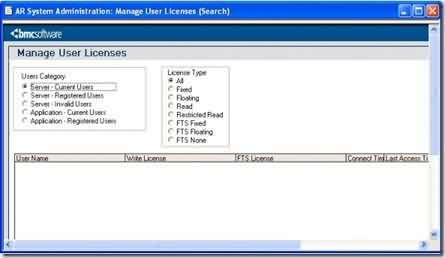 AR System Administration: Manage User Licenses (Search)
bmcsoftware
Manage User Licenses
Users Category
Server - Current Users
Server - Registered Users
Server - Invalid Users
Application - Current Users
Application - Registered Users
License Type
All
Fixed
Floating
Read
Restricted Read
FTS Fixed
FTS Floating
FTS None
User Name Write License FTS License Connect Tim Last Access Ti